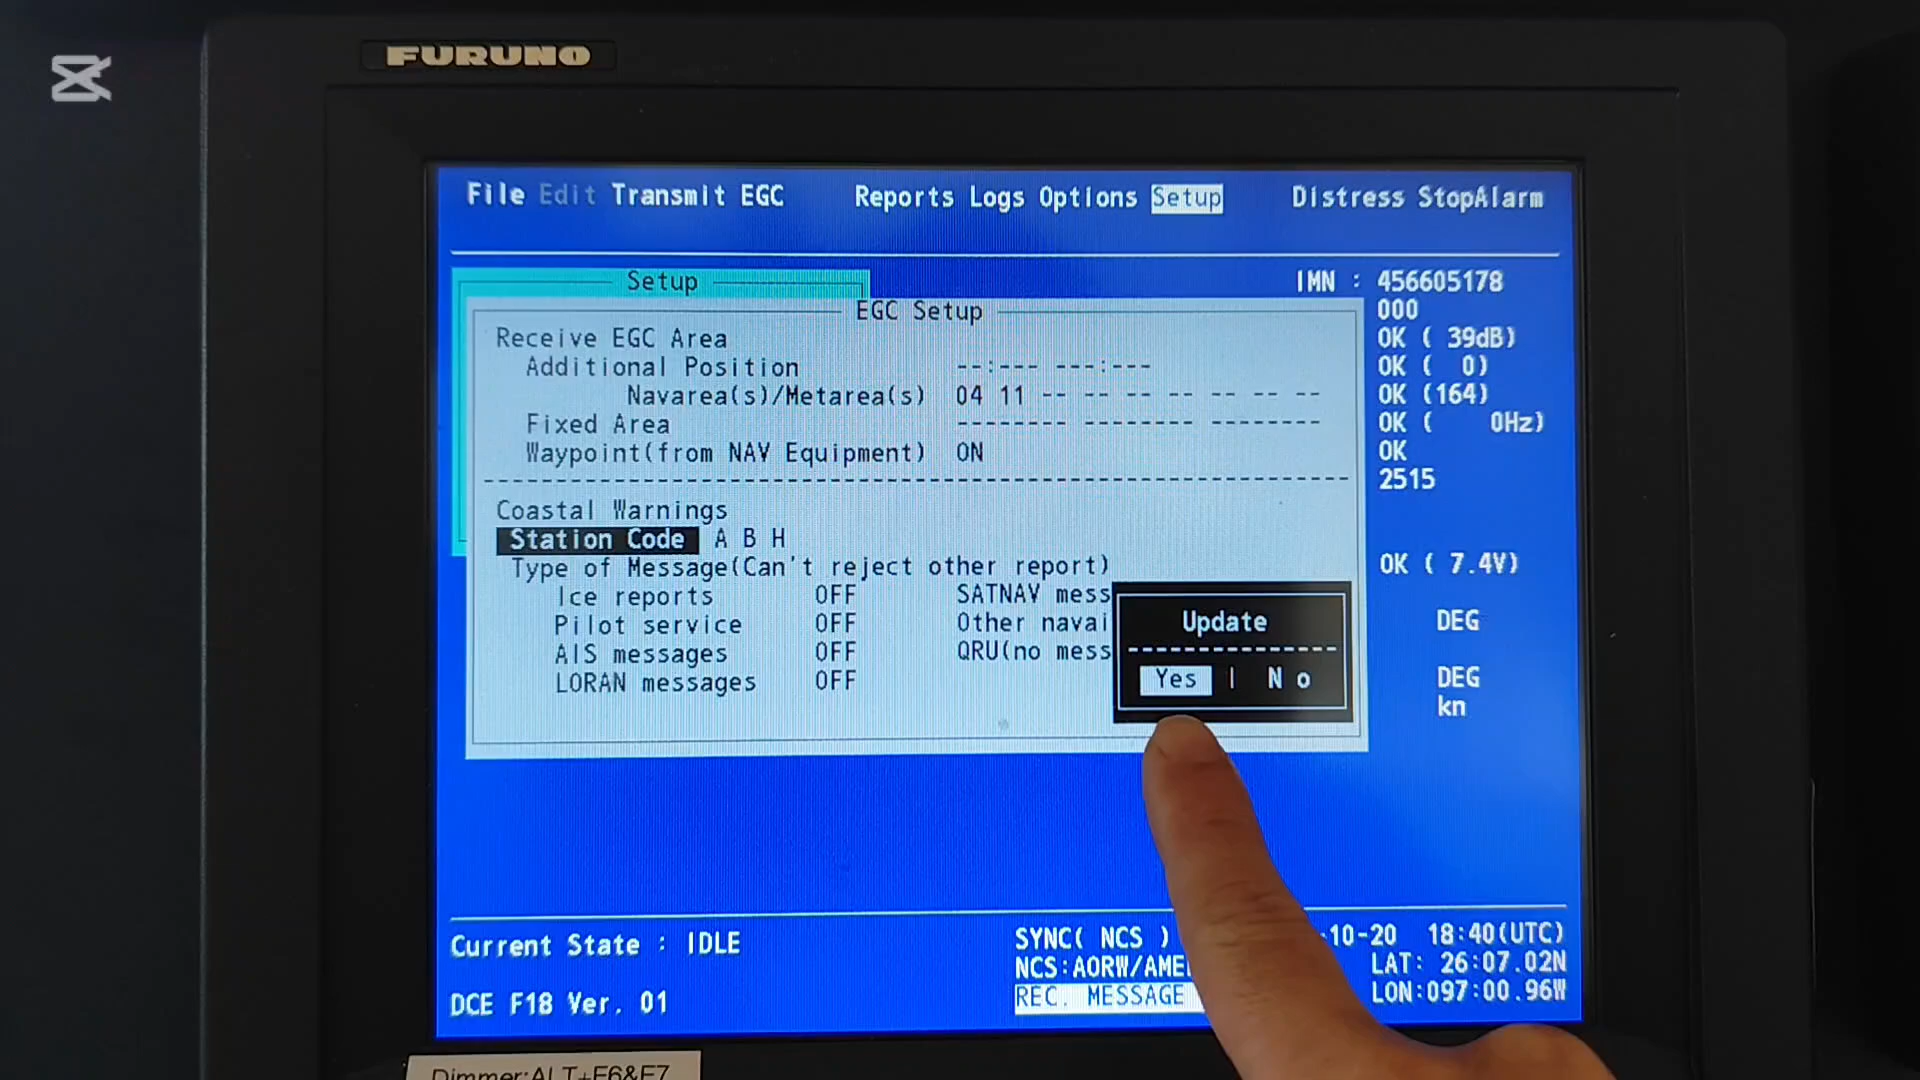 FURUNO
File Edit Transmit EGC Reports Logs Options Setup Distress StopAlarm
Setup
IMN : 456605178
EGC Setup
000
Receive EGC Area
OK ( 39dB)
Additional Position --:--- ---:---
OK ( 0)
Navarea(s)/Metarea(s) 04 11 -- -- -- -- -- -- --
OK (164)
Fixed Area -------- -------- --------
OK ( 0Hz)
Waypoint(from NAV Equipment) ON
OK
2515
Coastal Warnings
Station Code A B H
Type of Message(Can't reject other report)
OK ( 7.4V)
Ice reports OFF SATNAV mess
Pilot service OFF Other navai
AIS messages OFF QRU(no mess
LORAN messages OFF
Update
Yes | No
DEG
DEG
kn
Current State : IDLE
SYNC( NCS ) -10-20 18:40(UTC)
NCS:AORW/AME LAT: 26:07.02N
REC. MESSAGE LON:097:00.96W
DCE F18 Ver. 01
Dimmer:ALT+F6&F7